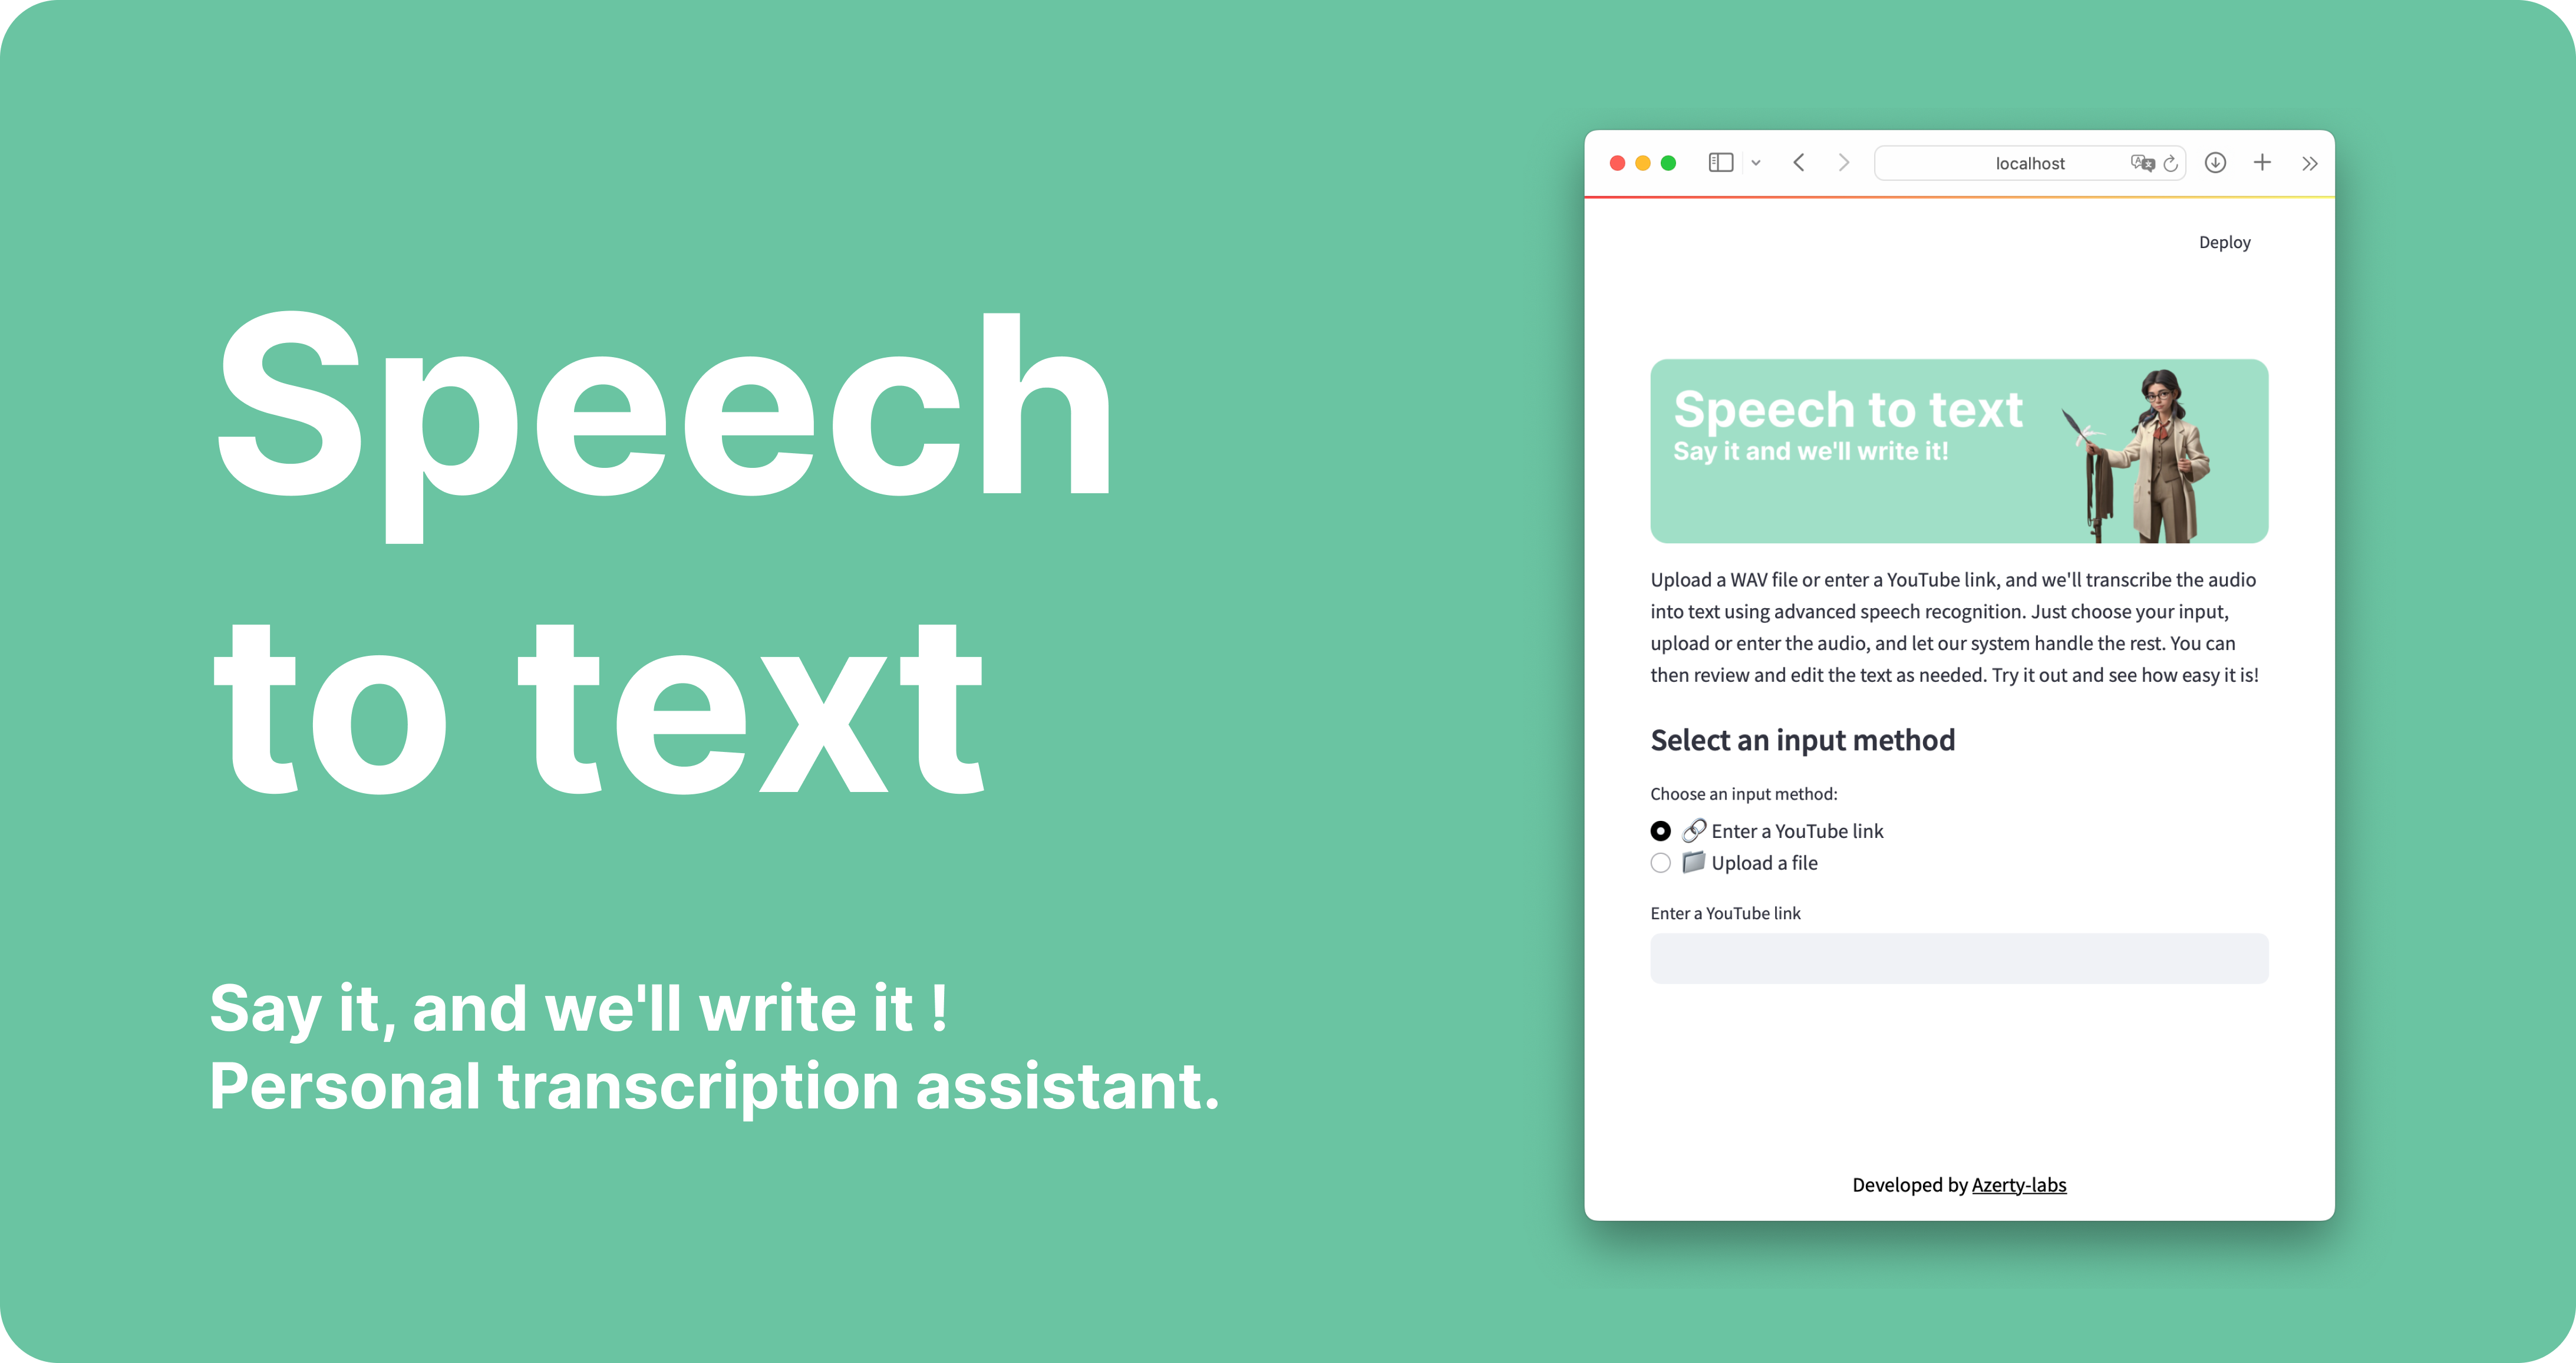 Speech
to text
Say it, and we'll write it !
Personal transcription assistant.
localhost
Deploy
Speech to text
Say it and we'll write it!
Upload a WAV file or enter a YouTube link, and we'll transcribe the audio
into text using advanced speech recognition. Just choose your input,
upload or enter the audio, and let our system handle the rest. You can
then review and edit the text as needed. Try it out and see how easy it is!
Select an input method
Choose an input method:
Enter a YouTube link
Upload a file
Enter a YouTube link
Developed by Azerty-labs